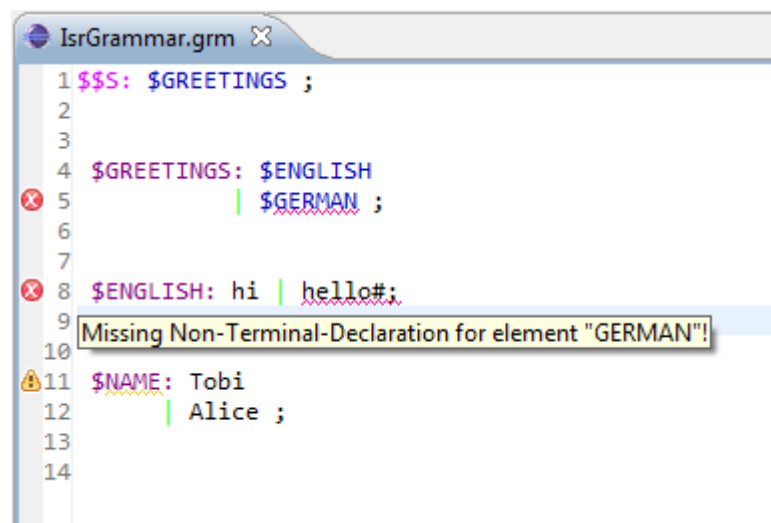 IsrGrammar.grm
1 $$S: $GREETINGS ;
2
3
4 $GREETINGS: $ENGLISH
5 | $GERMAN ;
6
7
8 $ENGLISH: hi | hello#;
9
Missing Non-Terminal-Declaration for element "GERMAN"!
10
11 $NAME: Tobi
12 | Alice ;
13
14